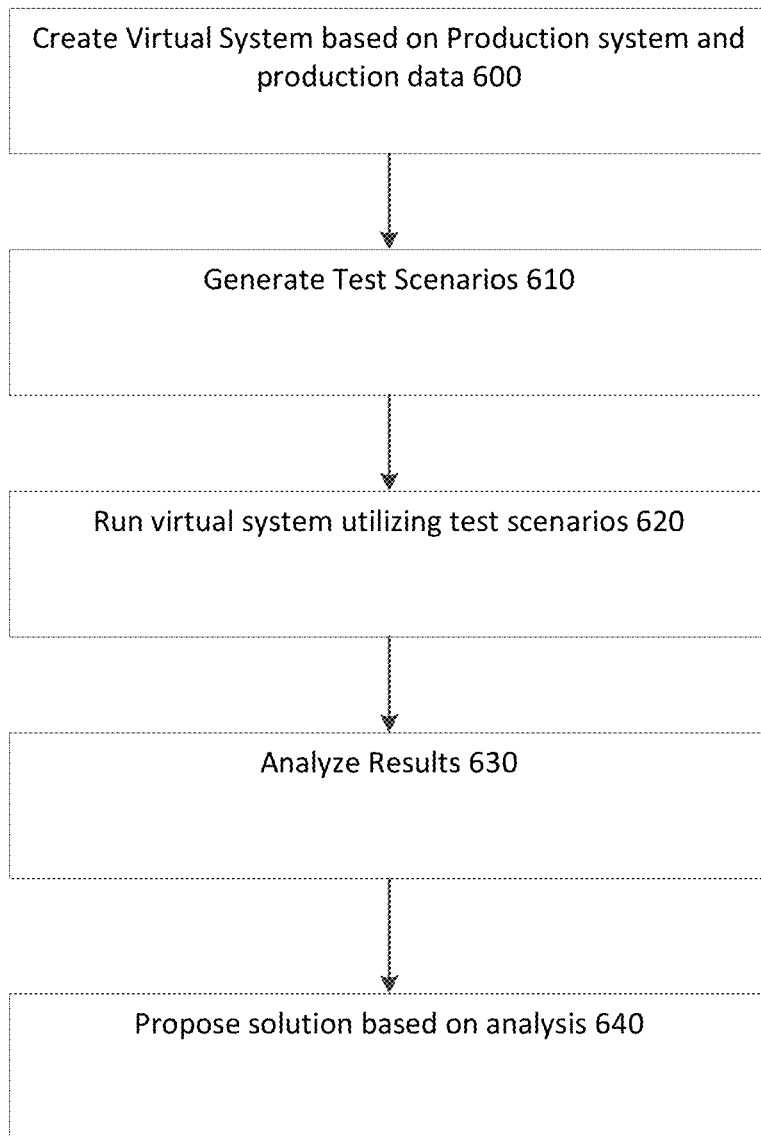 Create Virtual System based on Production system and
production data 600
Generate Test Scenarios 610
Run virtual system utilizing test scenarios 620
Analyze Results 630
Propose solution based on analysis 640